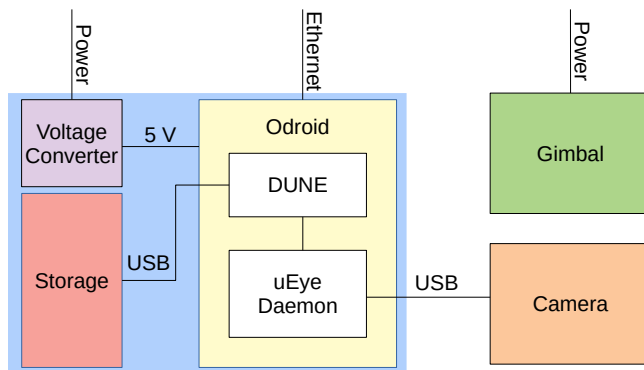 Power
Ethernet
Power
Voltage
Converter
5 V
Odroid
Gimbal
DUNE
USB
Storage
uEye
Daemon
USB
Camera